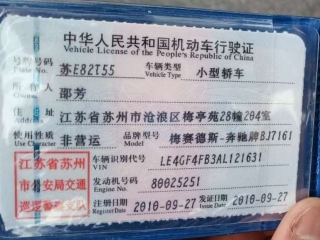 中华人民共和国机动车行驶证
Vehicle License of the People's Republic of China
号牌号码 苏E82T55 车辆类型 小型轿车
Plate No. Vehicle Type
所有人 邵芳
住址 江苏省苏州市沧浪区梅亭苑28幢204室
Address
使用性质 非营运 品牌型号 梅赛德斯-奔驰牌BJ7161
Use Character Model
江苏省苏州 车辆识别代号 LE4GF4FB3AL121631
VIN
市公安局交通 发动机号码 80025251
Engine No.
巡逻警察支队 注册日期 2010-09-27 发证日期 2010-09-27
Register Date Issue Date